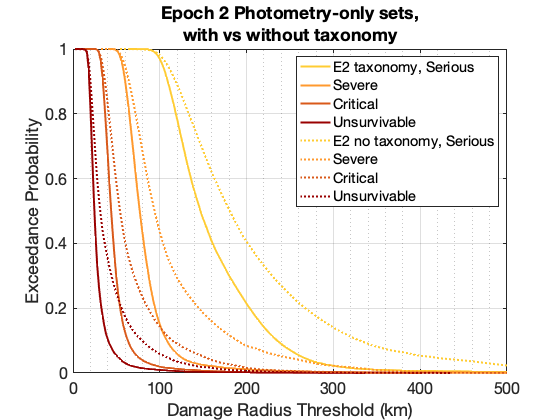 Epoch 2 Photometry-only sets,
with vs without taxonomy
Exceedance Probability
1
0.8
0.6
0.4
0.2
0
E2 taxonomy, Serious
Severe
Critical
Unsurvivable
E2 no taxonomy, Serious
Severe
Critical
Unsurvivable
0 100 200 300 400 500
Damage Radius Threshold (km)